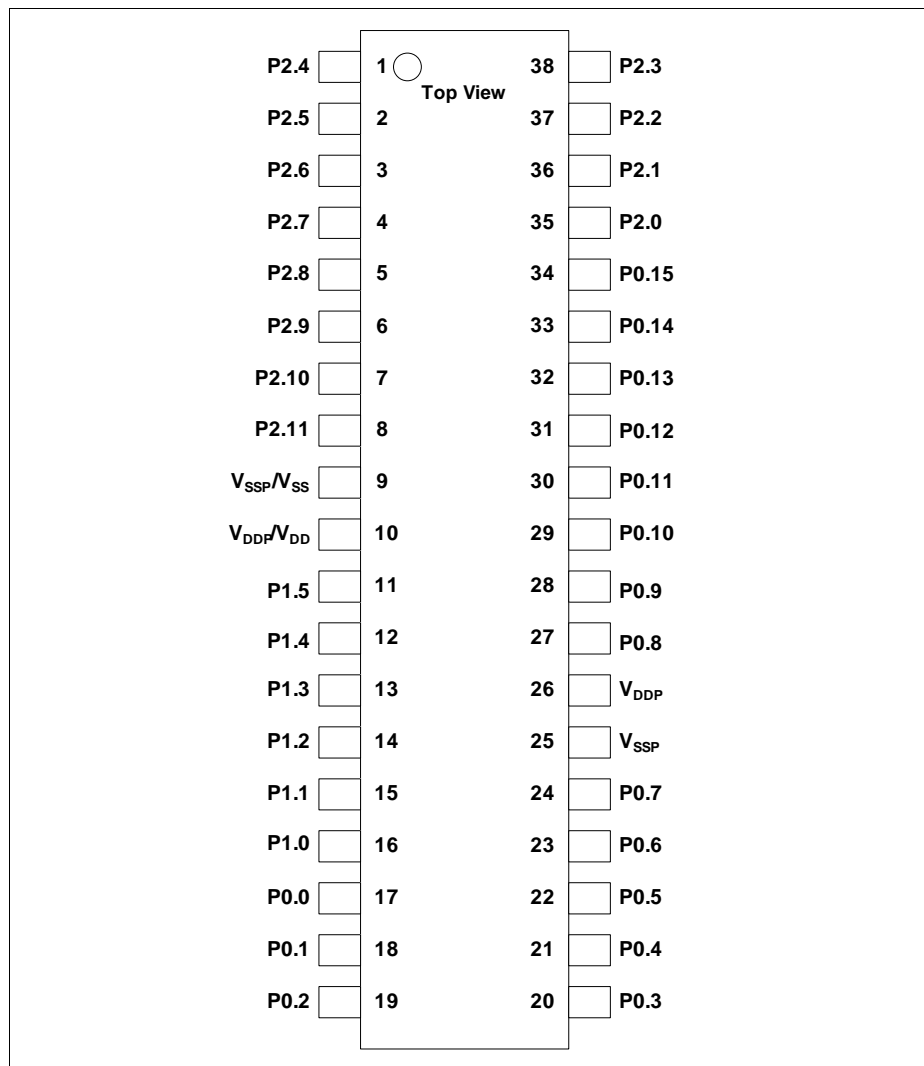 P2.4 1 38 P2.3
Top View
P2.5 2 37 P2.2
P2.6 3 36 P2.1
P2.7 4 35 P2.0
P2.8 5 34 P0.15
P2.9 6 33 P0.14
P2.10 7 32 P0.13
P2.11 8 31 P0.12
VSSP/VSS 9 30 P0.11
VDDP/VDD 10 29 P0.10
P1.5 11 28 P0.9
P1.4 12 27 P0.8
P1.3 13 26 VDDP
P1.2 14 25 VSSP
P1.1 15 24 P0.7
P1.0 16 23 P0.6
P0.0 17 22 P0.5
P0.1 18 21 P0.4
P0.2 19 20 P0.3